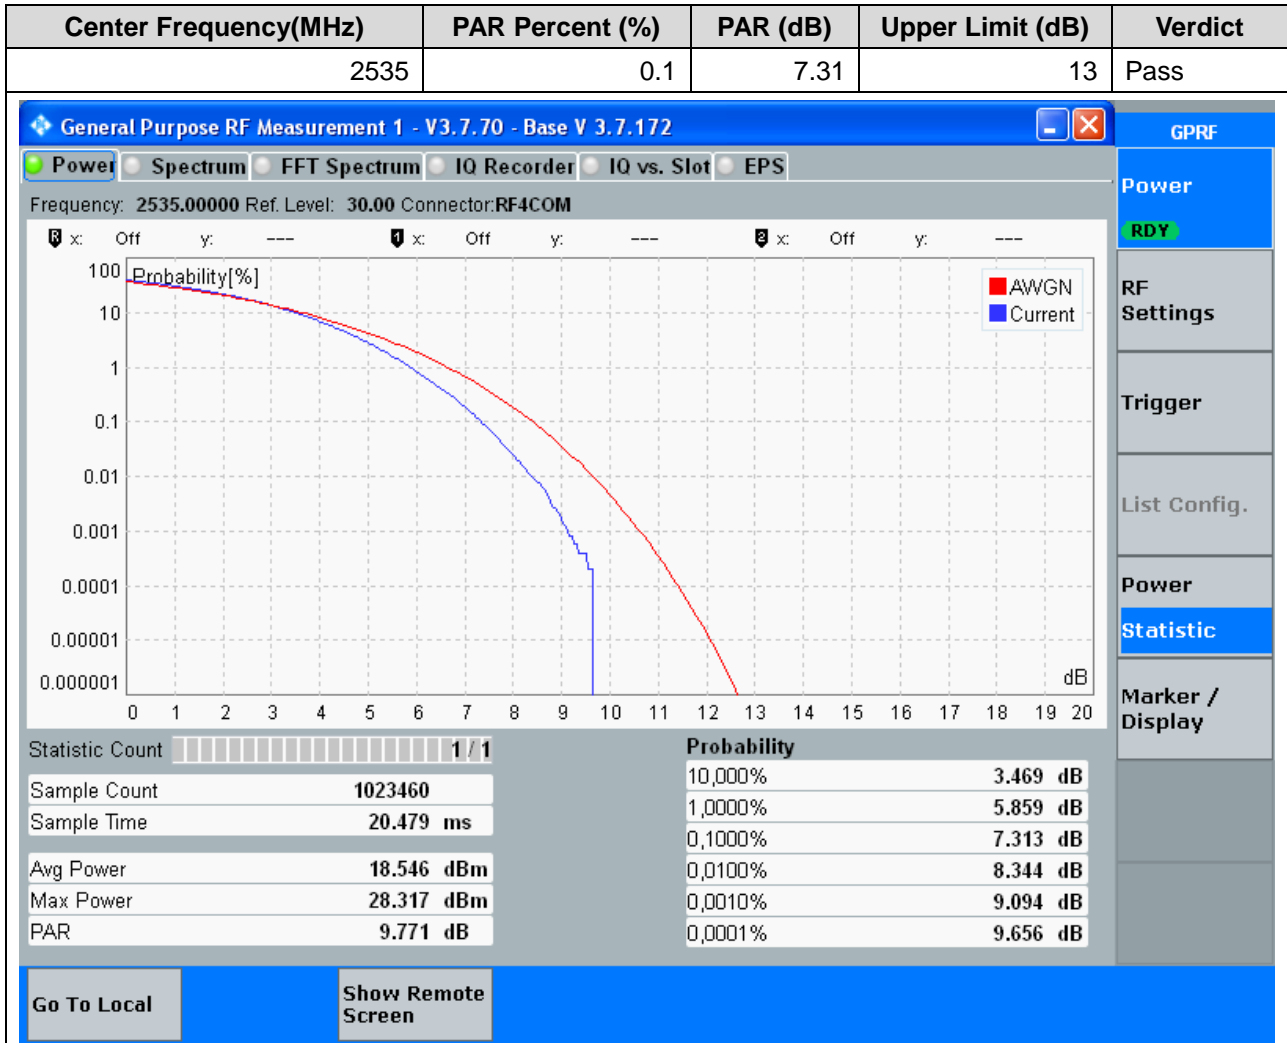 Center Frequency(MHz) PAR Percent (%) PAR (dB) Upper Limit (dB) Verdict
2535 0.1 7.31 13 Pass
General Purpose RF Measurement 1 - V3.7.70 - Base V 3.7.172
GPRF
Power Spectrum FFT Spectrum IQ Recorder IQ vs. Slot EPS
Power
RDY
Frequency: 2535.00000 Ref. Level: 30.00 Connector:RF4COM
R x: Off y: --- 1 x: Off y: --- 2 x: Off y: ---
Probability[%]
AWGN
Current
100
10
1
0.1
0.01
0.001
0.0001
0.00001
0.000001
dB
0 1 2 3 4 5 6 7 8 9 10 11 12 13 14 15 16 17 18 19 20
RF
Settings
Trigger
List Config.
Power
Statistic
Marker /
Display
Statistic Count 1 / 1
Sample Count 1023460
Sample Time 20.479 ms
Avg Power 18.546 dBm
Max Power 28.317 dBm
PAR 9.771 dB
Probability
10,000% 3.469 dB
1,0000% 5.859 dB
0,1000% 7.313 dB
0,0100% 8.344 dB
0,0010% 9.094 dB
0,0001% 9.656 dB
Go To Local
Show Remote
Screen